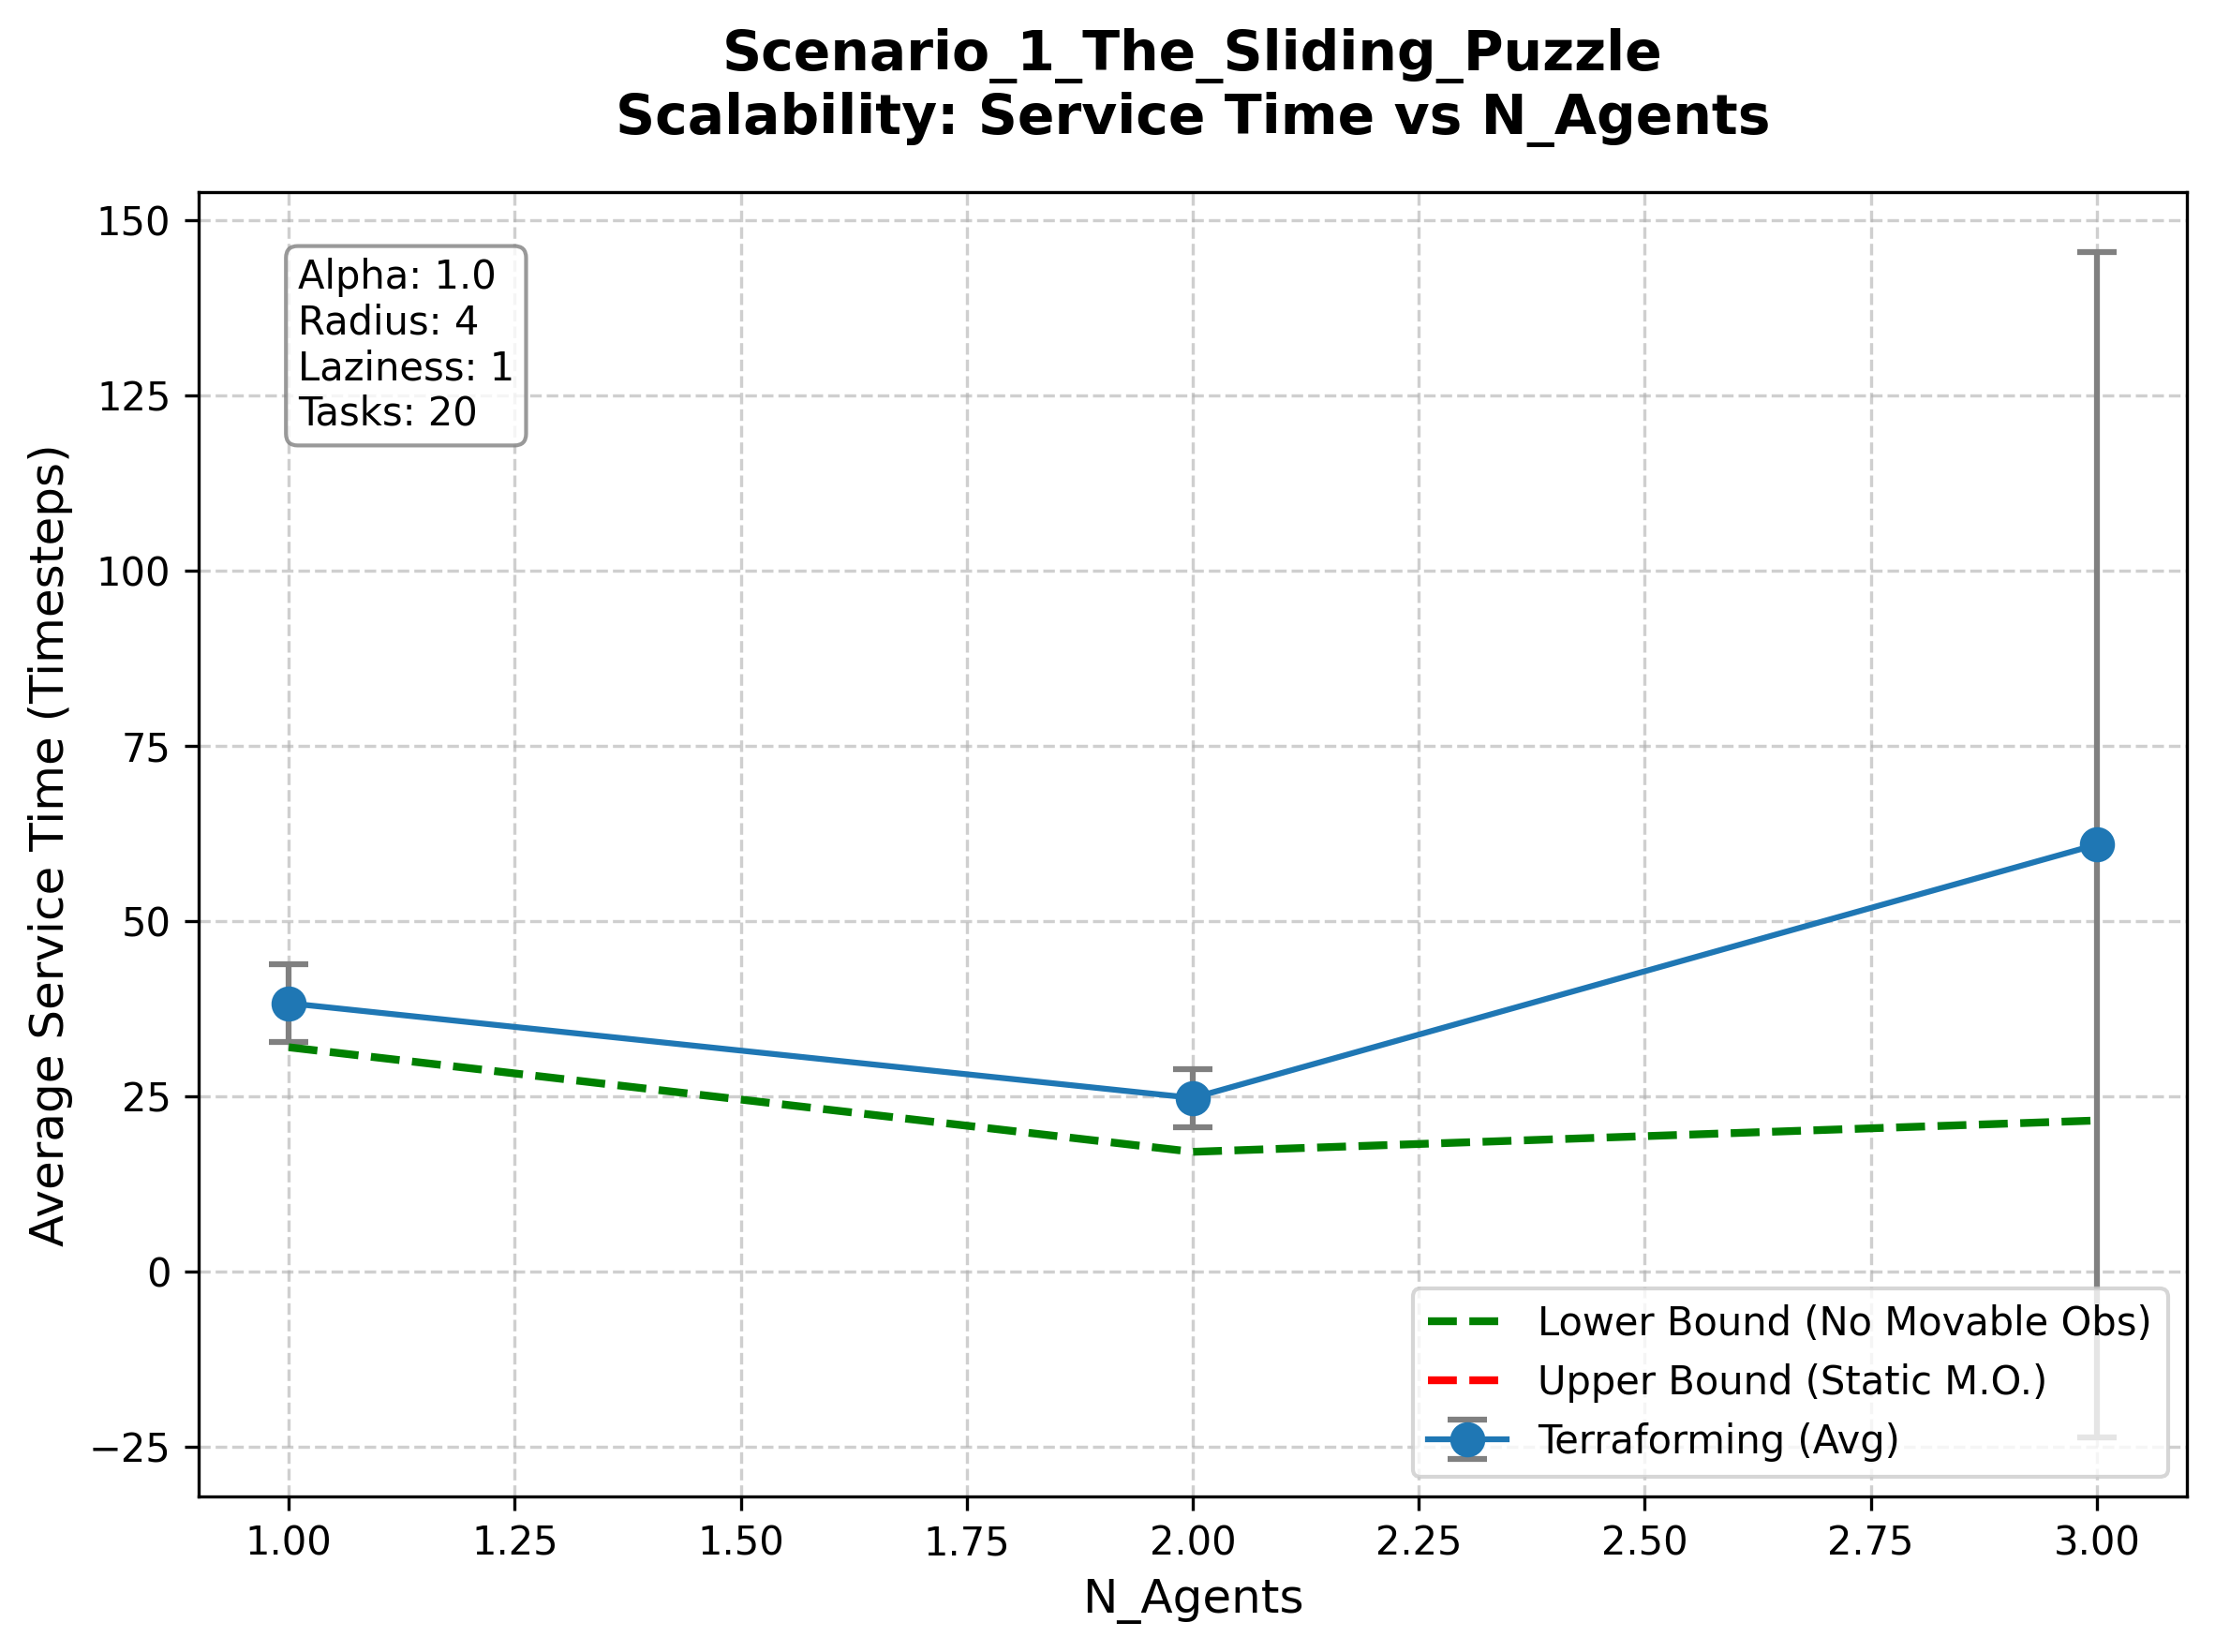 Scenario_1_The_Sliding_Puzzle
Scalability: Service Time vs N_Agents
Average Service Time (Timesteps)
150
125
100
75
50
25
0
−25
Alpha: 1.0
Radius: 4
Laziness: 1
Tasks: 20
Lower Bound (No Movable Obs)
Upper Bound (Static M.O.)
Terraforming (Avg)
1.00 1.25 1.50 1.75 2.00 2.25 2.50 2.75 3.00
N_Agents